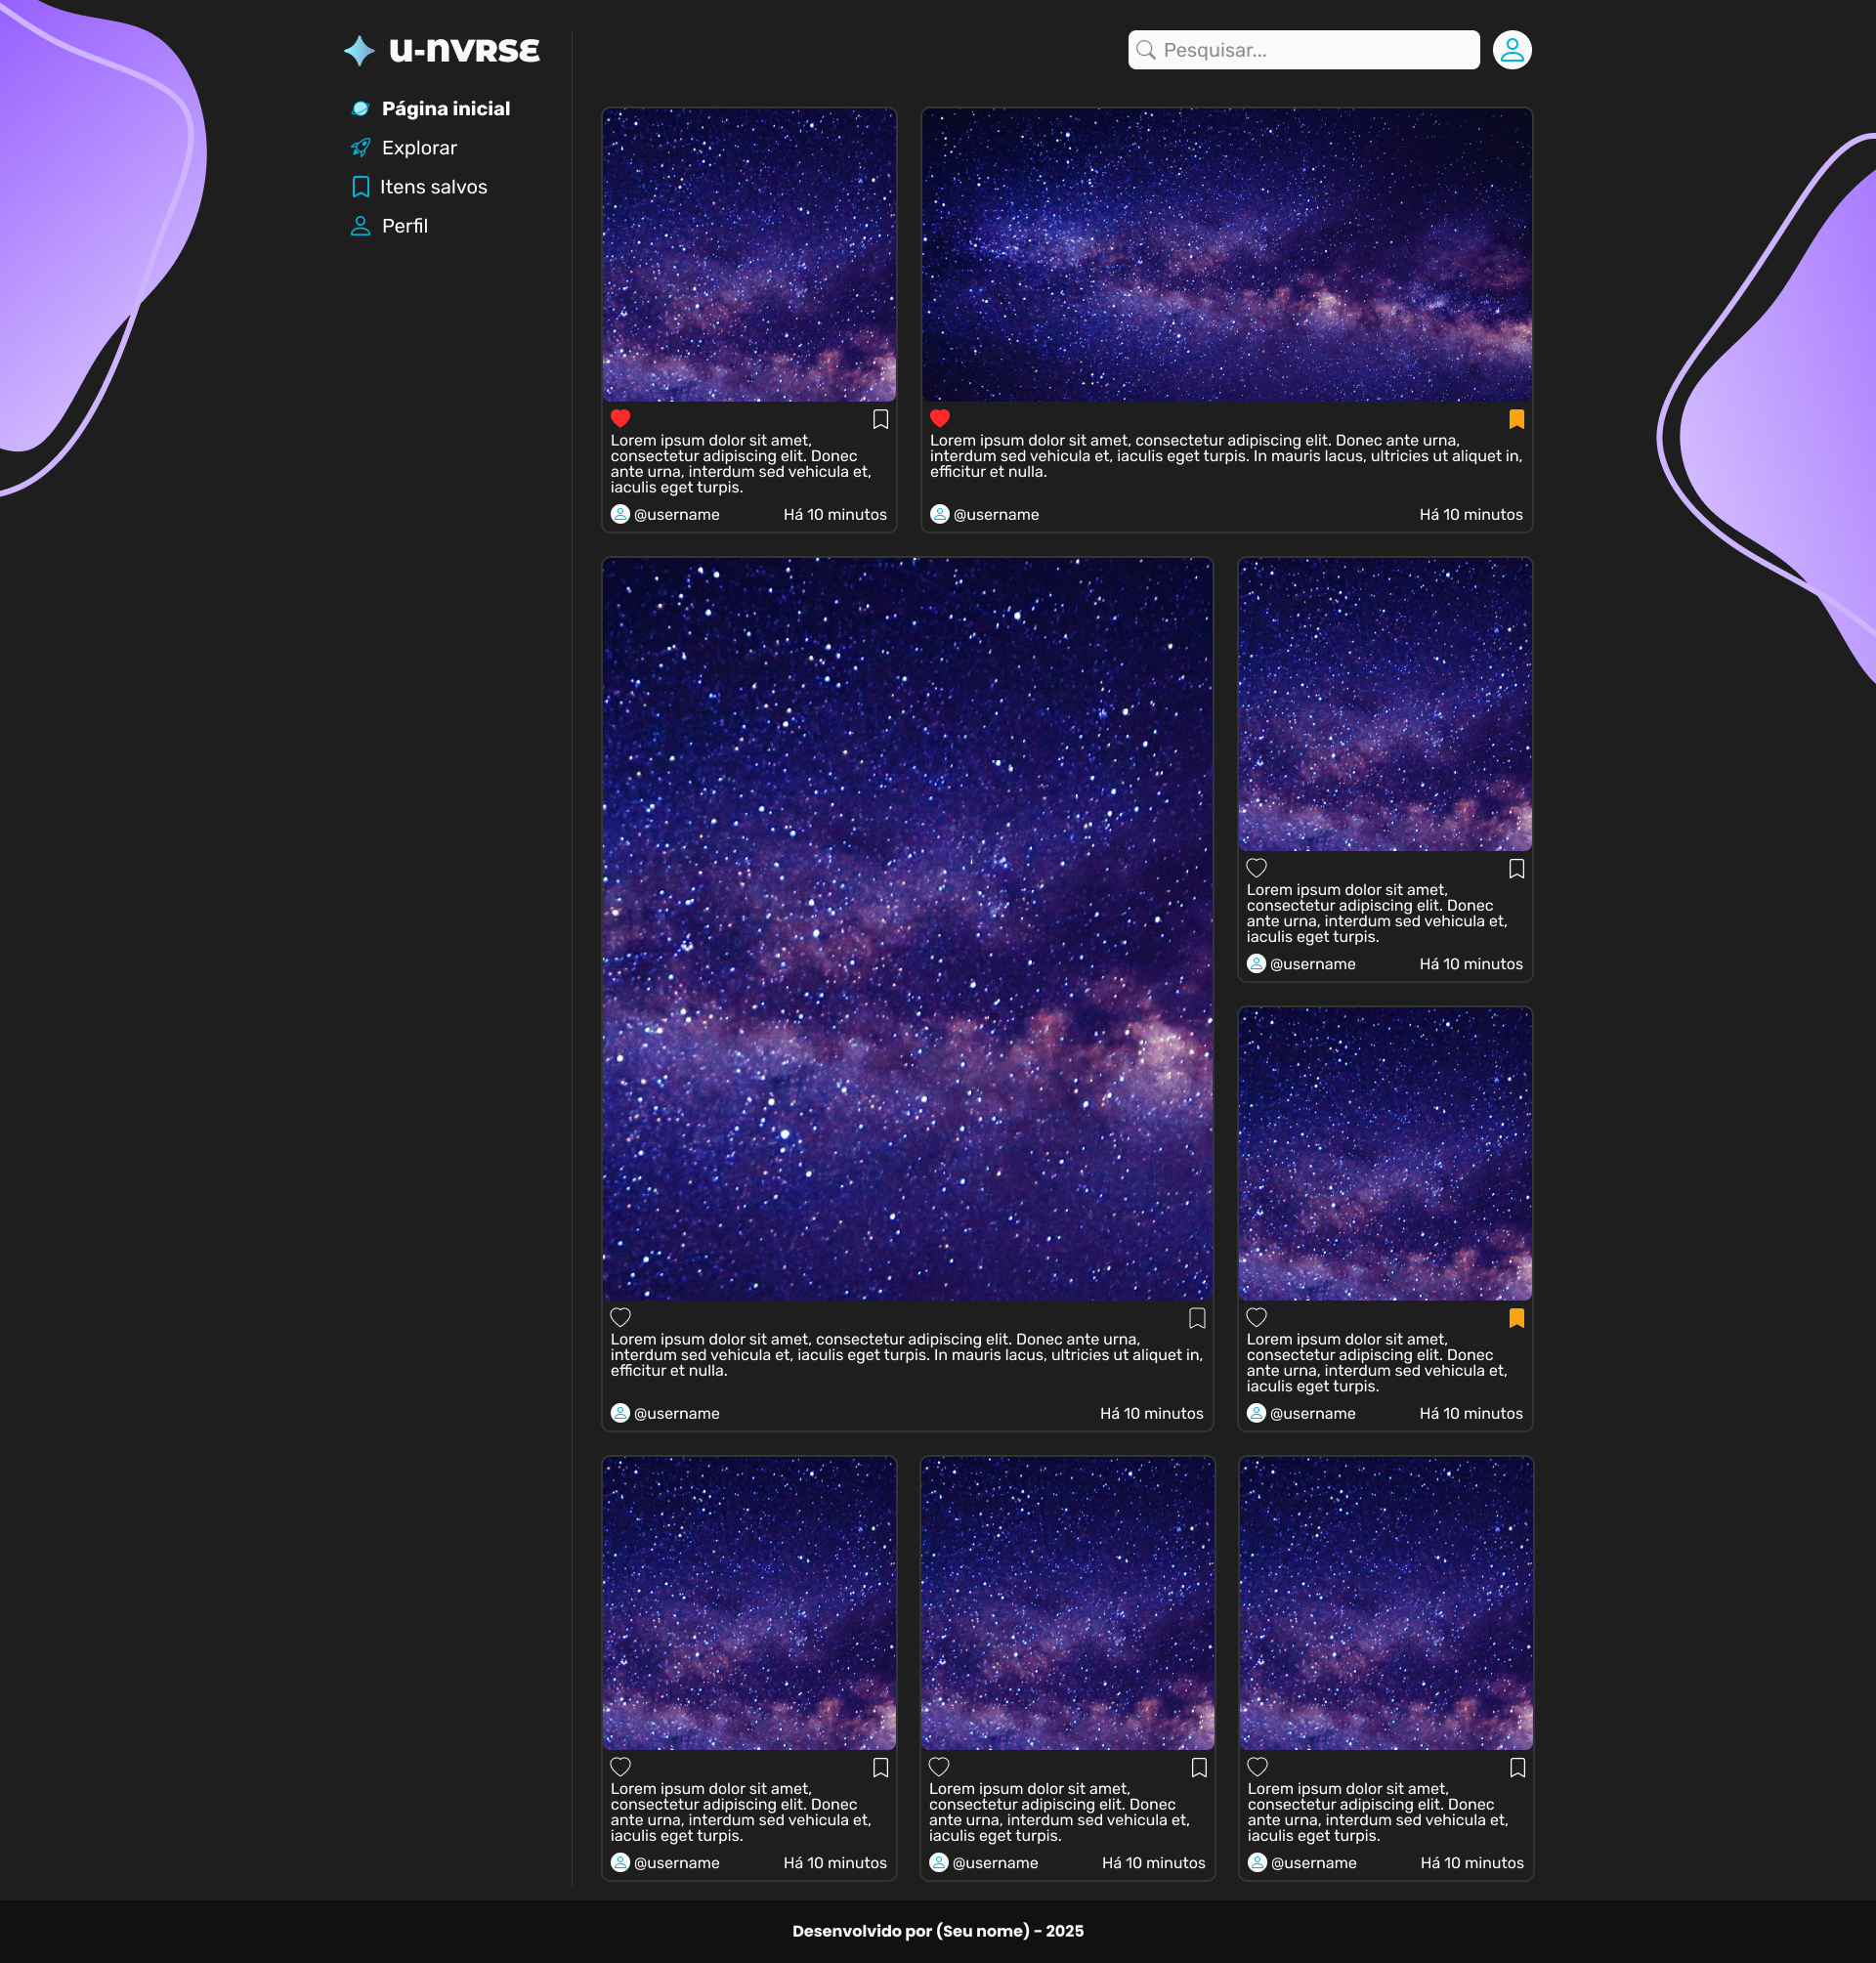 u-nvrsε
Pesquisar...
Página inicial
Explorar
Itens salvos
Perfil
Lorem ipsum dolor sit amet,
consectetur adipiscing elit. Donec
ante urna, interdum sed vehicula et,
iaculis eget turpis.
@username
Há 10 minutos
Lorem ipsum dolor sit amet, consectetur adipiscing elit. Donec ante urna,
interdum sed vehicula et, iaculis eget turpis. In mauris lacus, ultricies ut aliquet in,
efficitur et nulla.
@username
Há 10 minutos
Lorem ipsum dolor sit amet, consectetur adipiscing elit. Donec ante urna,
interdum sed vehicula et, iaculis eget turpis. In mauris lacus, ultricies ut aliquet in,
efficitur et nulla.
@username
Há 10 minutos
Lorem ipsum dolor sit amet,
consectetur adipiscing elit. Donec
ante urna, interdum sed vehicula et,
iaculis eget turpis.
@username
Há 10 minutos
Lorem ipsum dolor sit amet,
consectetur adipiscing elit. Donec
ante urna, interdum sed vehicula et,
iaculis eget turpis.
@username
Há 10 minutos
Lorem ipsum dolor sit amet,
consectetur adipiscing elit. Donec
ante urna, interdum sed vehicula et,
iaculis eget turpis.
@username
Há 10 minutos
Lorem ipsum dolor sit amet,
consectetur adipiscing elit. Donec
ante urna, interdum sed vehicula et,
iaculis eget turpis.
@username
Há 10 minutos
Lorem ipsum dolor sit amet,
consectetur adipiscing elit. Donec
ante urna, interdum sed vehicula et,
iaculis eget turpis.
@username
Há 10 minutos
Desenvolvido por (Seu nome) - 2025